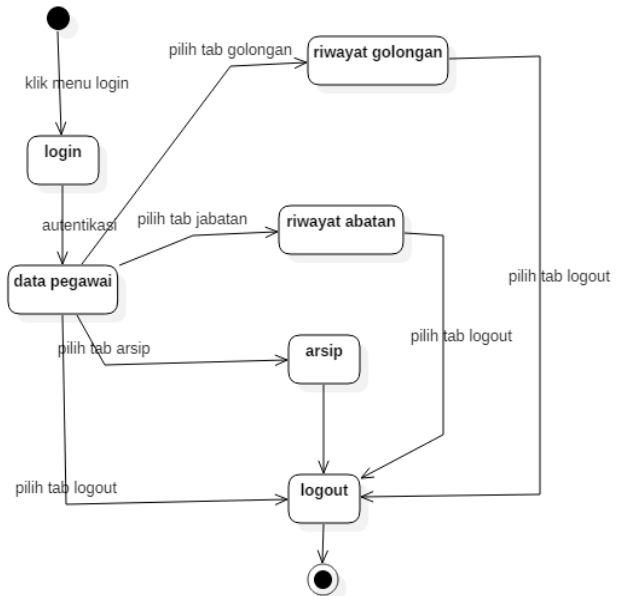 pilih tab golongan
riwayat golongan
klik menu login
login
pilih tab jabatan
riwayat abatan
autentikasi
data pegawai
pilih tab logout
pilih tab logout
pilih tab arsip
arsip
pilih tab logout
logout